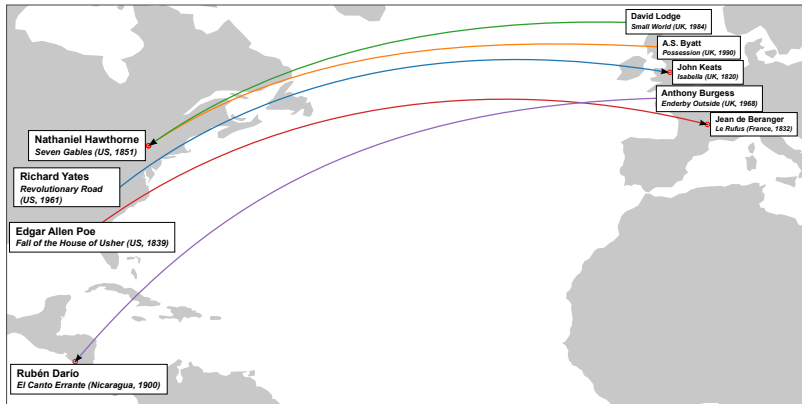 David Lodge
Small World (UK, 1984)
A.S. Byatt
Possession (UK, 1990)
John Keats
Isabella (UK, 1820)
Anthony Burgess
Enderby Outside (UK, 1968)
Jean de Beranger
Le Rufus (France, 1832)
Nathaniel Hawthorne
Seven Gables (US, 1851)
Richard Yates
Revolutionary Road
(US, 1961)
Edgar Allen Poe
Fall of the House of Usher (US, 1839)
Rubén Darío
El Canto Errante (Nicaragua, 1900)